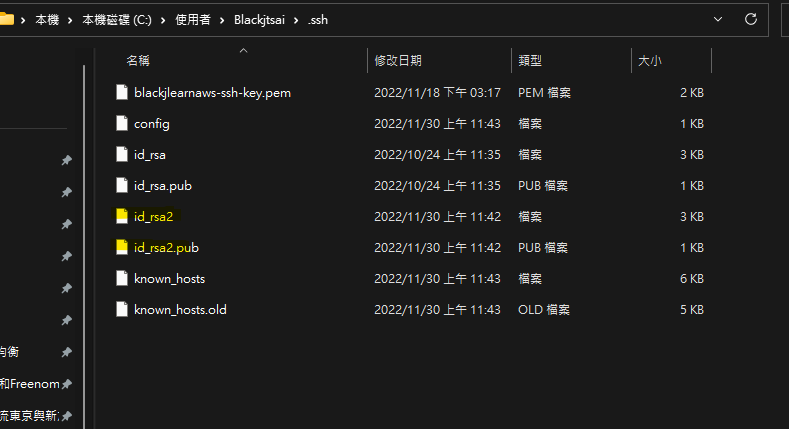 本機 > 本機磁碟 (C:) > 使用者 > Blackjtsai > .ssh
名稱 修改日期 類型 大小
blackjlearnaws-ssh-key.pem 2022/11/18 下午 03:17 PEM 檔案 2 KB
config 2022/11/30 上午 11:43 檔案 1 KB
id_rsa 2022/10/24 上午 11:35 檔案 3 KB
id_rsa.pub 2022/10/24 上午 11:35 PUB 檔案 1 KB
id_rsa2 2022/11/30 上午 11:42 檔案 3 KB
id_rsa2.pub 2022/11/30 上午 11:42 PUB 檔案 1 KB
known_hosts 2022/11/30 上午 11:43 檔案 6 KB
known_hosts.old 2022/11/30 上午 11:43 OLD 檔案 5 KB
衡
和Freenom
流東京與新